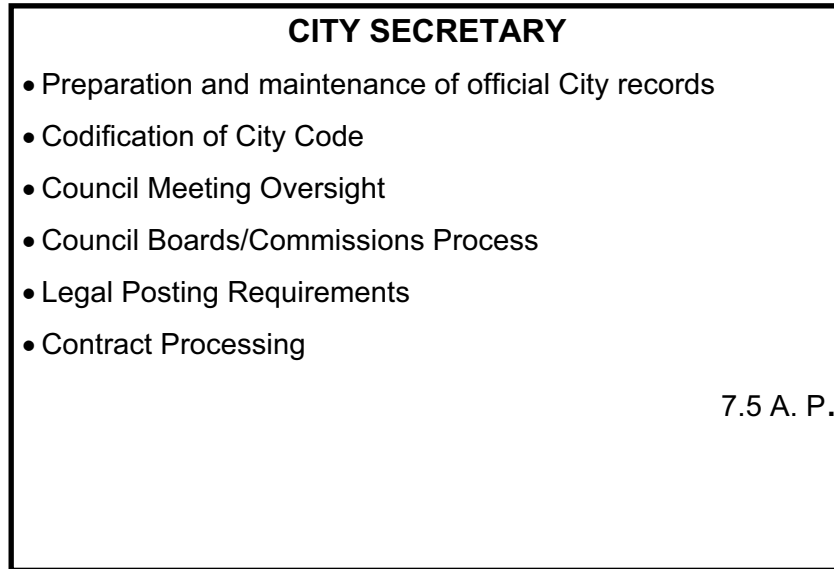 CITY SECRETARY
• Preparation and maintenance of official City records
• Codification of City Code
• Council Meeting Oversight
• Council Boards/Commissions Process
• Legal Posting Requirements
• Contract Processing
7.5 A. P.